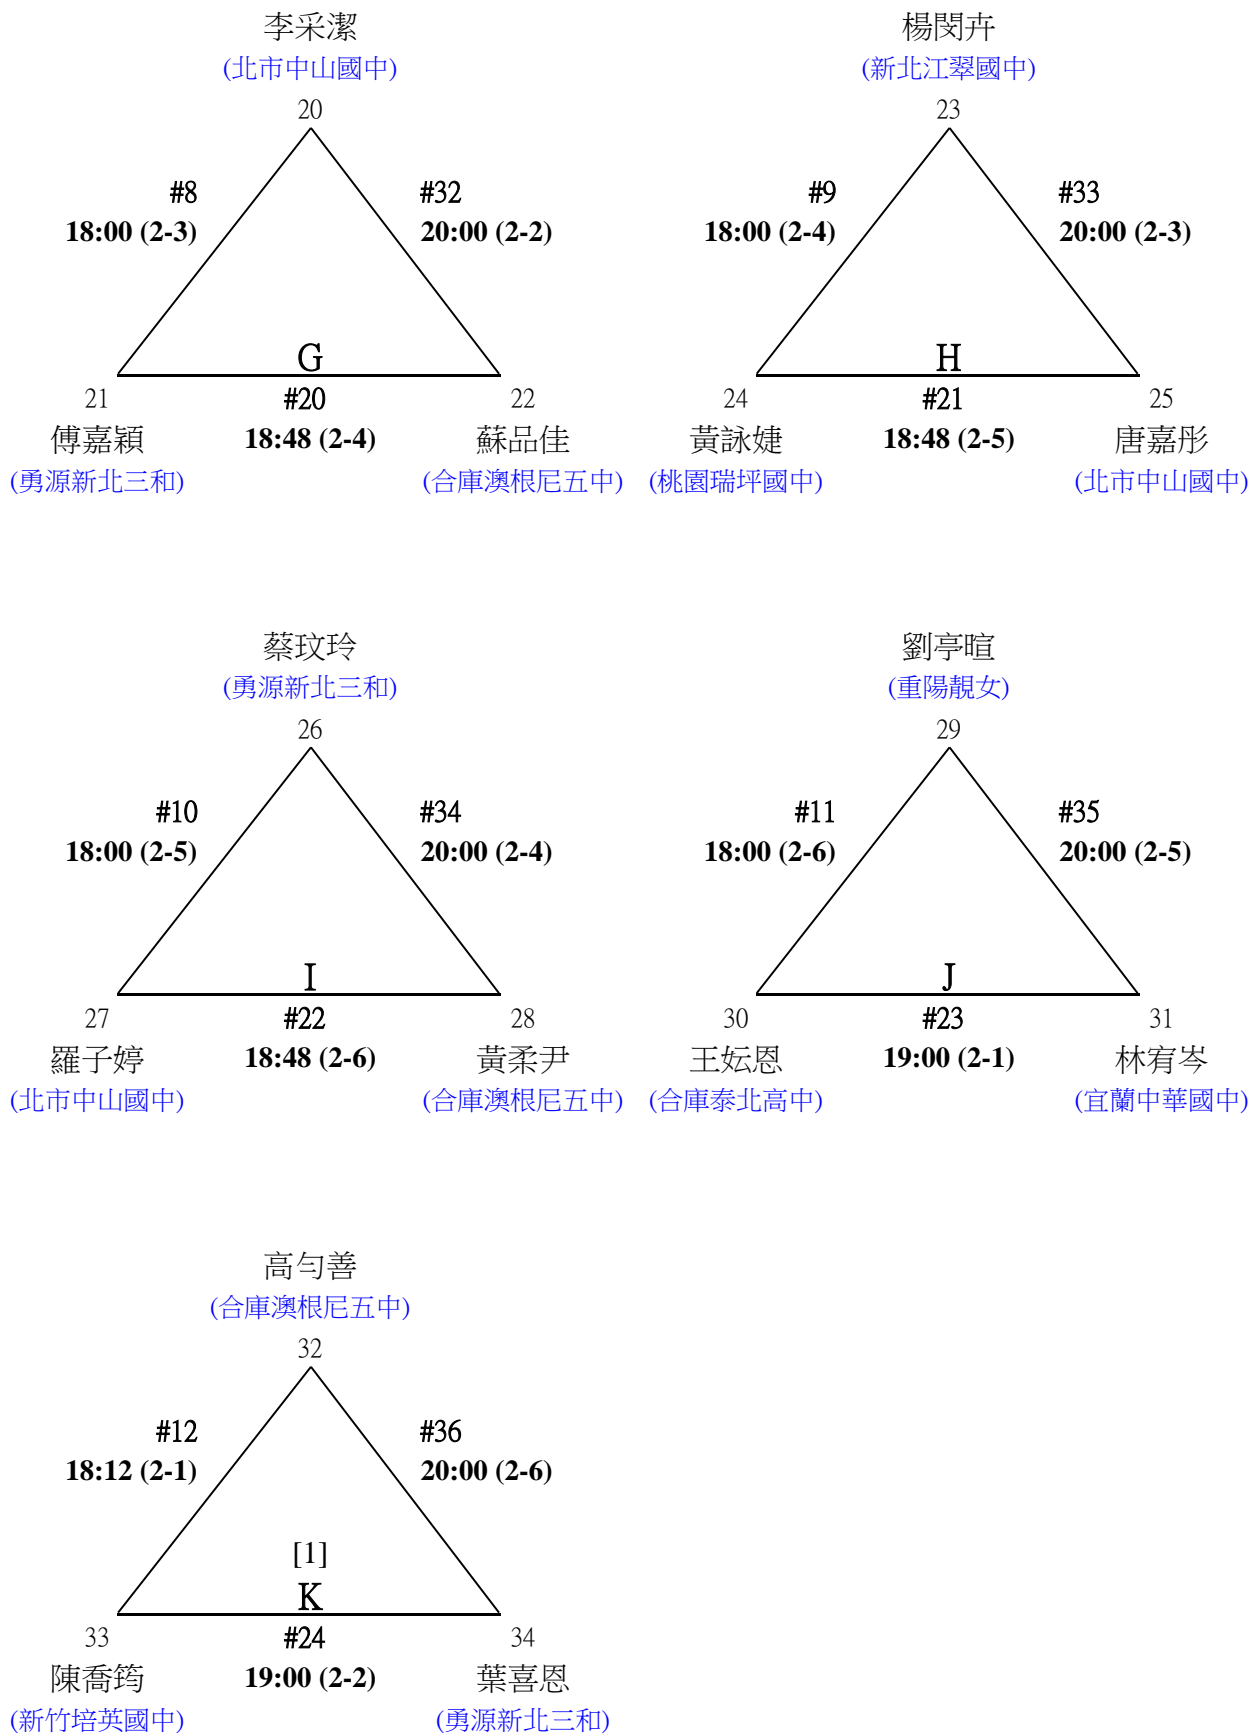 李采潔
(北市中山國中)
20
#8
18:00 (2-3)
#32
20:00 (2-2)
G
21
#20
22
傅嘉穎
18:48 (2-4)
蘇品佳
(勇源新北三和)
(合庫澳根尼五中)
楊閔卉
(新北江翠國中)
23
#9
18:00 (2-4)
#33
20:00 (2-3)
H
24
#21
25
黃詠婕
18:48 (2-5)
唐嘉彤
(桃園瑞坪國中)
(北市中山國中)
蔡玟玲
(勇源新北三和)
26
#10
18:00 (2-5)
#34
20:00 (2-4)
I
27
#22
28
羅子婷
18:48 (2-6)
黃柔尹
(北市中山國中)
(合庫澳根尼五中)
劉亭暄
(重陽靚女)
29
#11
18:00 (2-6)
#35
20:00 (2-5)
J
30
#23
31
王妘恩
19:00 (2-1)
林宥岑
(合庫泰北高中)
(宜蘭中華國中)
高勻善
(合庫澳根尼五中)
32
#12
18:12 (2-1)
#36
20:00 (2-6)
[1]
K
33
#24
34
陳喬筠
19:00 (2-2)
葉喜恩
(新竹培英國中)
(勇源新北三和)